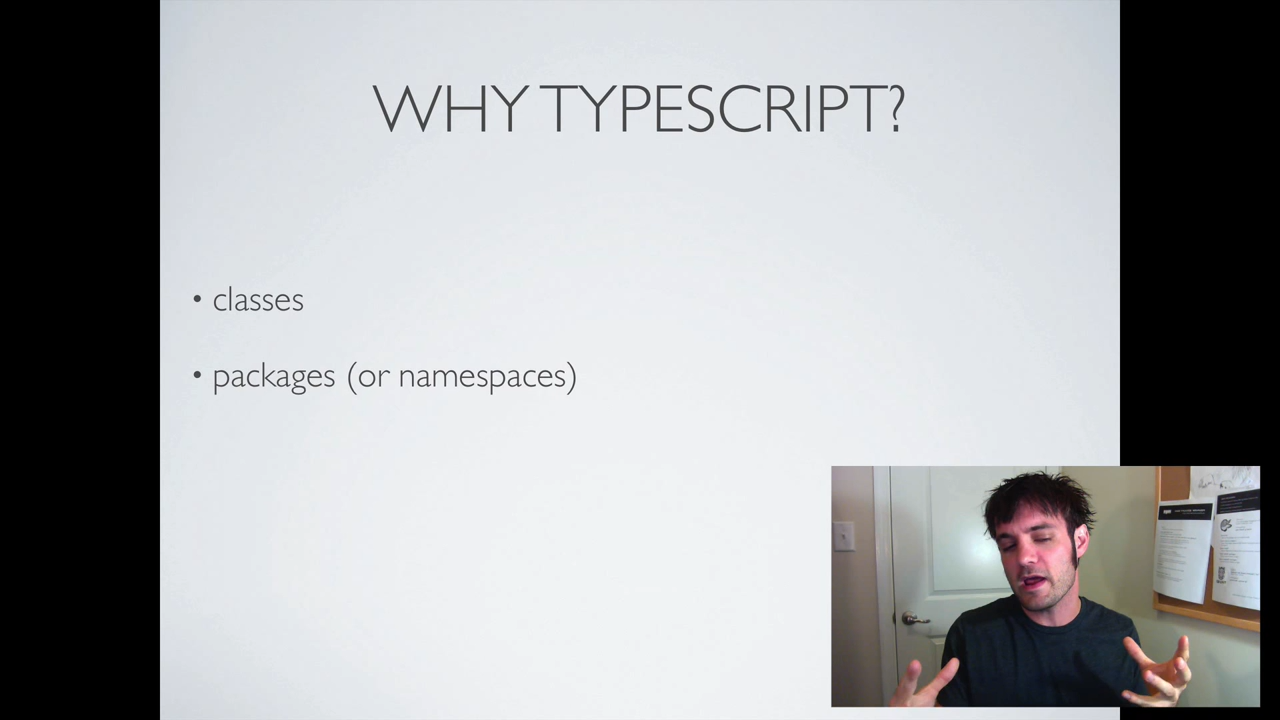 WHY TYPESCRIPT?
• classes
• packages (or namespaces)